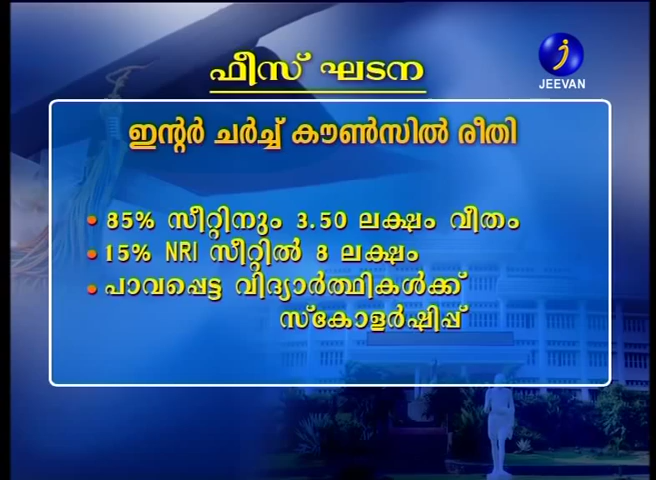 ഫീസ് ഘടന
JEEVAN
ഇന്റർ ചർച്ച് കൗൺസിൽ രീതി
85% സീറ്റിനും 3.50 ലക്ഷം വീതം
15% NRI സീറ്റിൽ 8 ലക്ഷം
പാവപ്പെട്ട വിദ്യാർത്ഥികൾക്ക്
സ്കോളർഷിപ്പ്